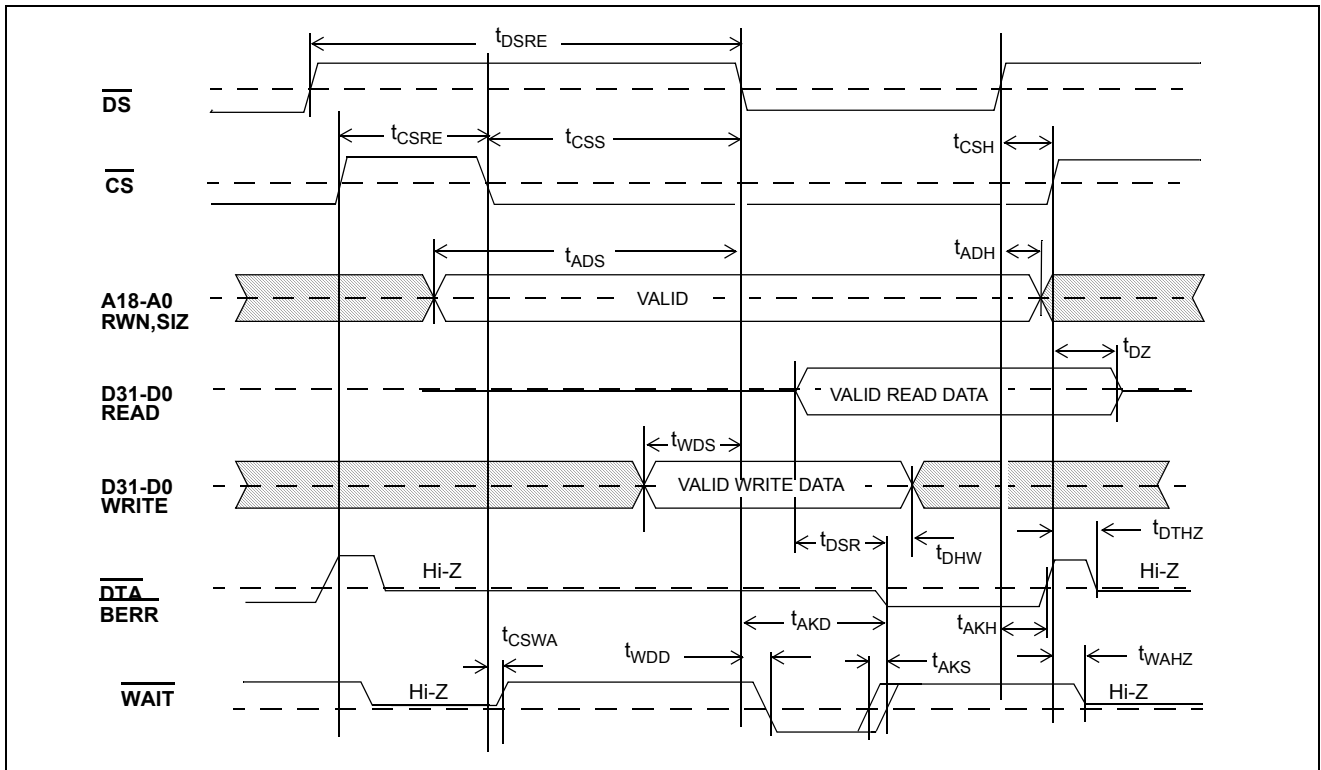 tDSRE
DS
tCSRE
tCSS
tCSH
CS
tADS
tADH
A18-A0
RWN,SIZ
VALID
tDZ
D31-D0
READ
VALID READ DATA
tWDS
D31-D0
WRITE
VALID WRITE DATA
tDSR
tDHW
tDTHZ
DTA
BERR
Hi-Z
Hi-Z
tAKD
tAKH
tCSWA
tWDD
tAKS
tWAHZ
WAIT
Hi-Z
Hi-Z